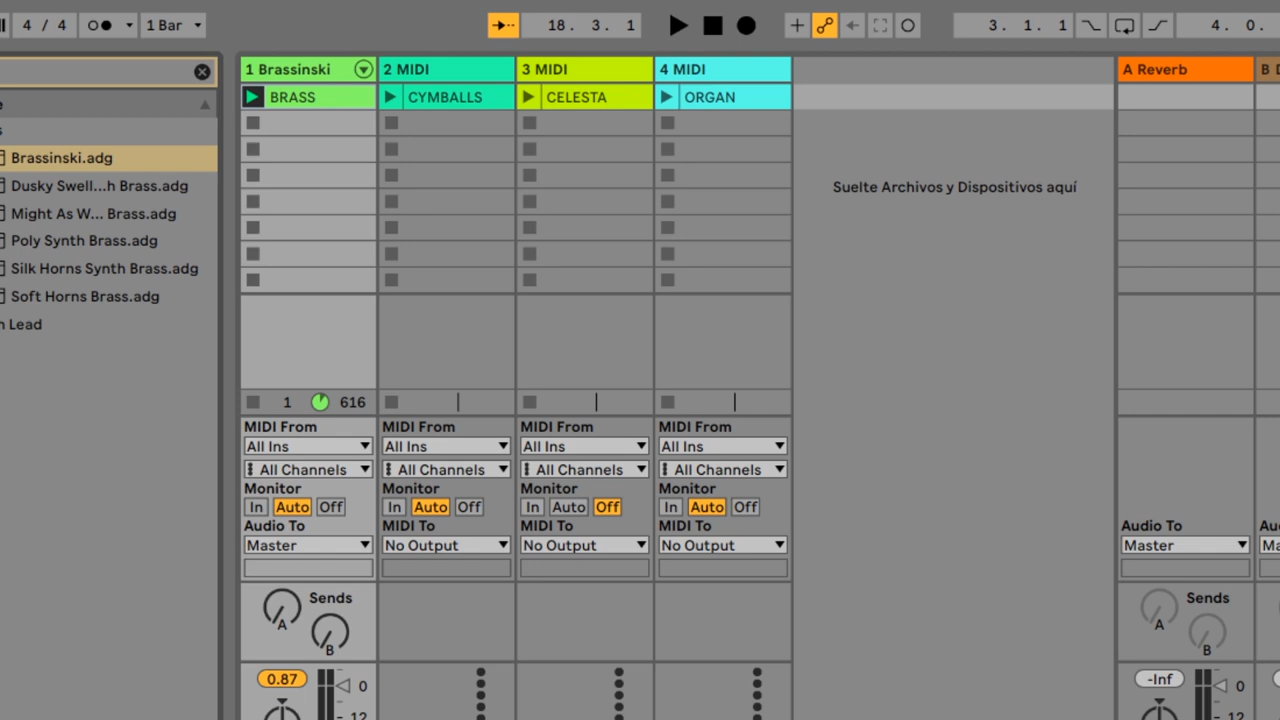 4 / 4
1 Bar
18. 3. 1
3. 1. 1
4. 0.
1 Brassinski
2 MIDI
3 MIDI
4 MIDI
A Reverb
B
BRASS
CYMBALLS
CELESTA
ORGAN
Brassinski.adg
Dusky Swell...h Brass.adg
Might As W... Brass.adg
Poly Synth Brass.adg
Silk Horns Synth Brass.adg
Soft Horns Brass.adg
Lead
Suelte Archivos y Dispositivos aquí
1 616
MIDI From MIDI From MIDI From MIDI From
All Ins All Ins All Ins All Ins
All Channels All Channels All Channels All Channels
Monitor Monitor Monitor Monitor
In Auto Off In Auto Off In Auto Off In Auto Off
Audio To MIDI To MIDI To MIDI To Audio To
Master No Output No Output No Output Master
Sends Sends
A A
B B
0.87 0 -Inf 0
12 12